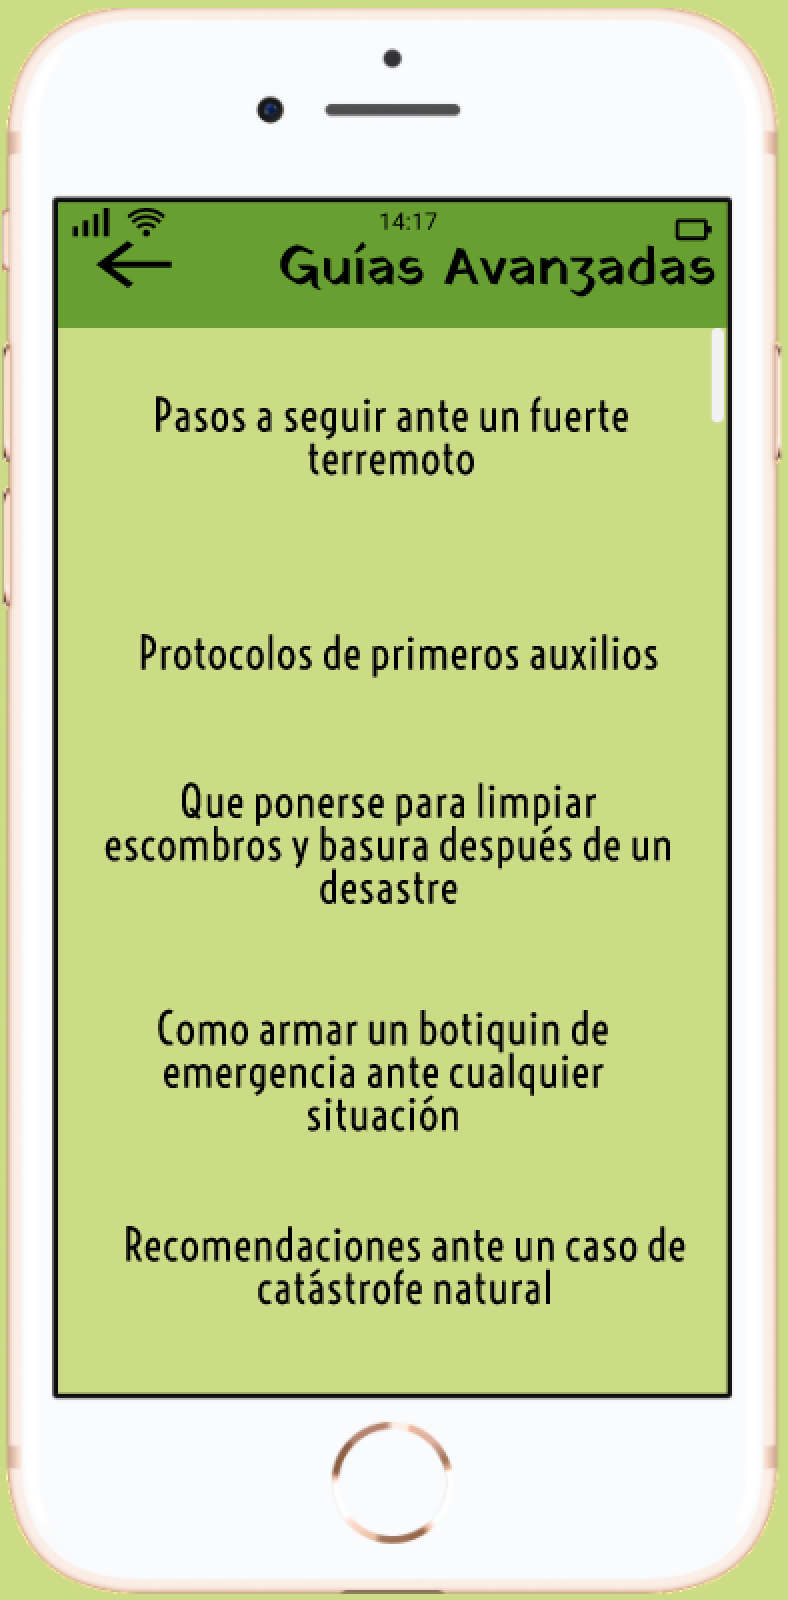 14:17
Guías Avanzadas
Pasos a seguir ante un fuerte
terremoto
Protocolos de primeros auxilios
Que ponerse para limpiar
escombros y basura después de un
desastre
Como armar un botiquin de
emergencia ante cualquier
situación
Recomendaciones ante un caso de
catástrofe natural